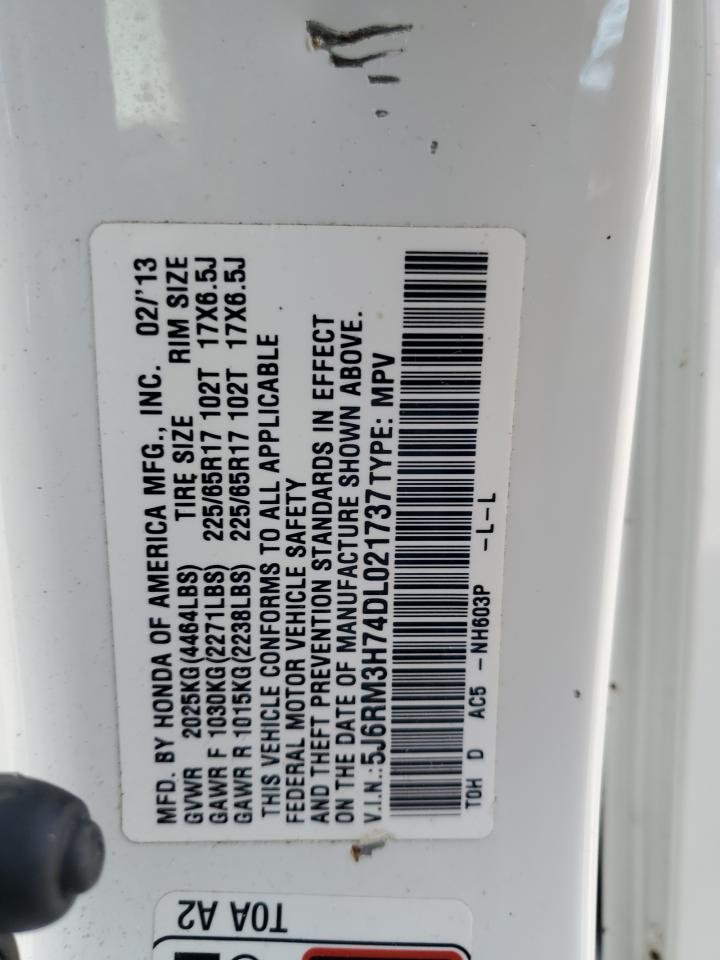 MFD. BY HONDA OF AMERICA MFG., INC. 02/'13
GVWR 2025KG(4464LBS) TIRE SIZE RIM SIZE
GAWR F 1030KG(2271LBS) 225/65R17 102T 17X6.5J
GAWR R 1015KG(2238LBS) 225/65R17 102T 17X6.5J
THIS VEHICLE CONFORMS TO ALL APPLICABLE
FEDERAL MOTOR VEHICLE SAFETY
AND THEFT PREVENTION STANDARDS IN EFFECT
ON THE DATE OF MANUFACTURE SHOWN ABOVE.
V.I.N.:5J6RM3H74DL021737 TYPE: MPV
T0H D AC5 -NH603P -L-L
T0A A2